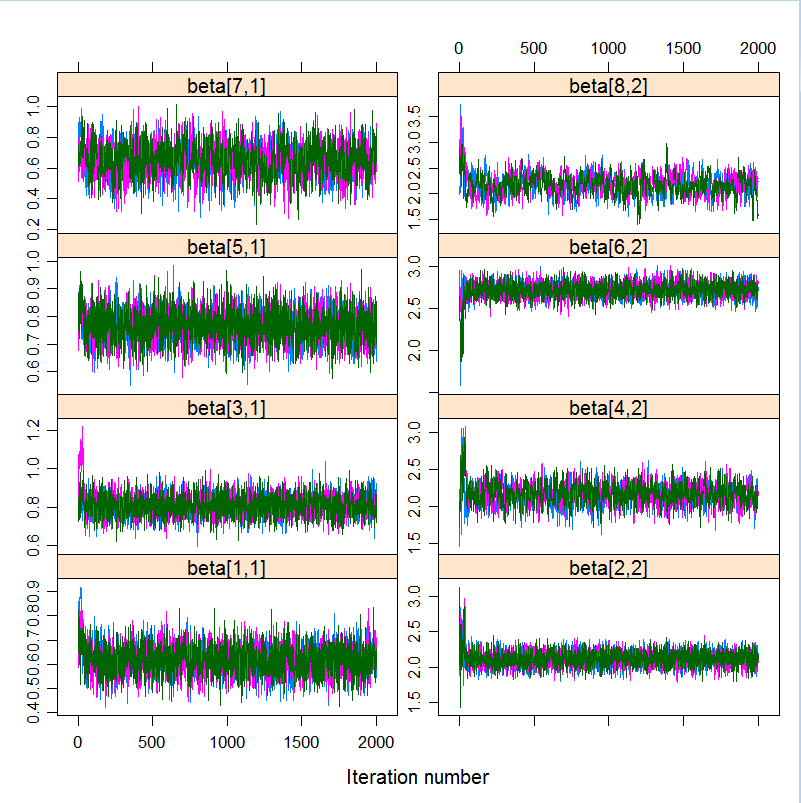 0 500 1000 1500 2000
beta[7,1] beta[8,2]
0.2 0.4 0.6 0.8 1.0
1.5 2.0 2.5 3.0 3.5
beta[5,1] beta[6,2]
0.6 0.7 0.8 0.9 1.0
2.0 2.5 3.0
beta[3,1] beta[4,2]
0.6 0.8 1.0 1.2
1.5 2.0 2.5 3.0
beta[1,1] beta[2,2]
0.4 0.5 0.6 0.7 0.8 0.9
1.5 2.0 2.5 3.0
0 500 1000 1500 2000
Iteration number